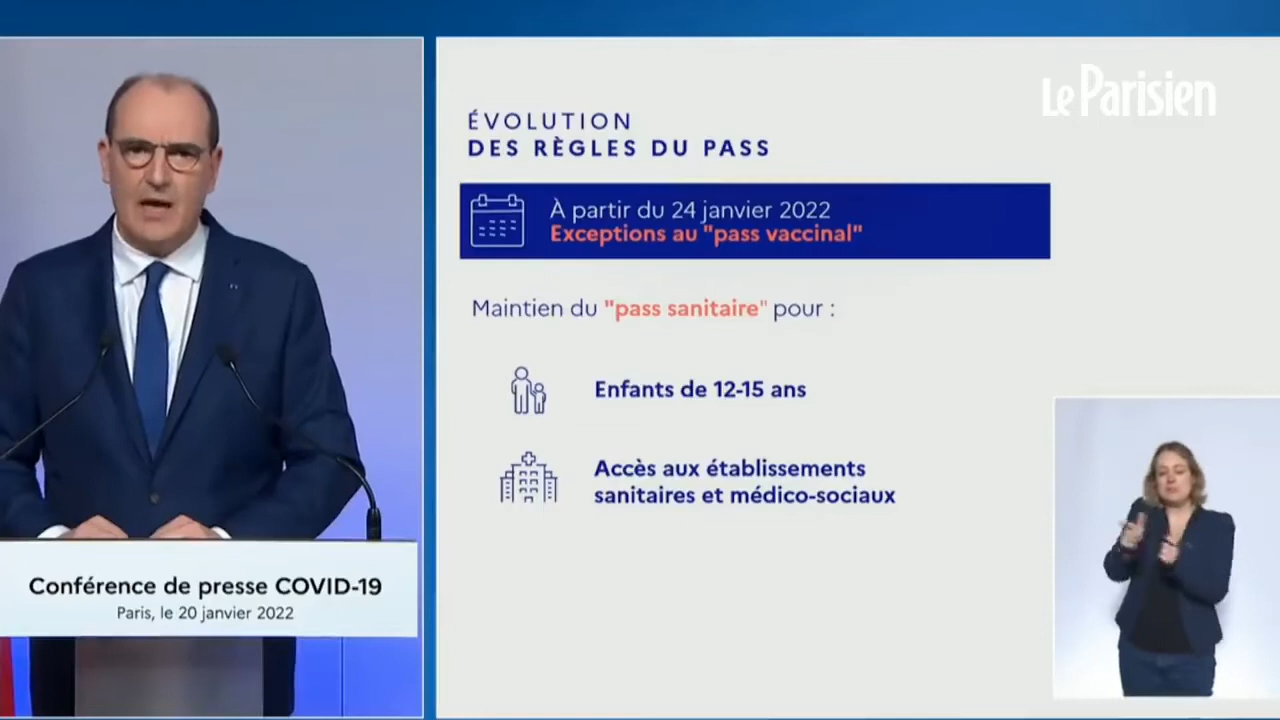 Le Parisien
ÉVOLUTION
DES RÈGLES DU PASS
À partir du 24 janvier 2022
Exceptions au "pass vaccinal"
Maintien du "pass sanitaire" pour :
Enfants de 12-15 ans
Accès aux établissements
sanitaires et médico-sociaux
Conférence de presse COVID-19
Paris, le 20 janvier 2022